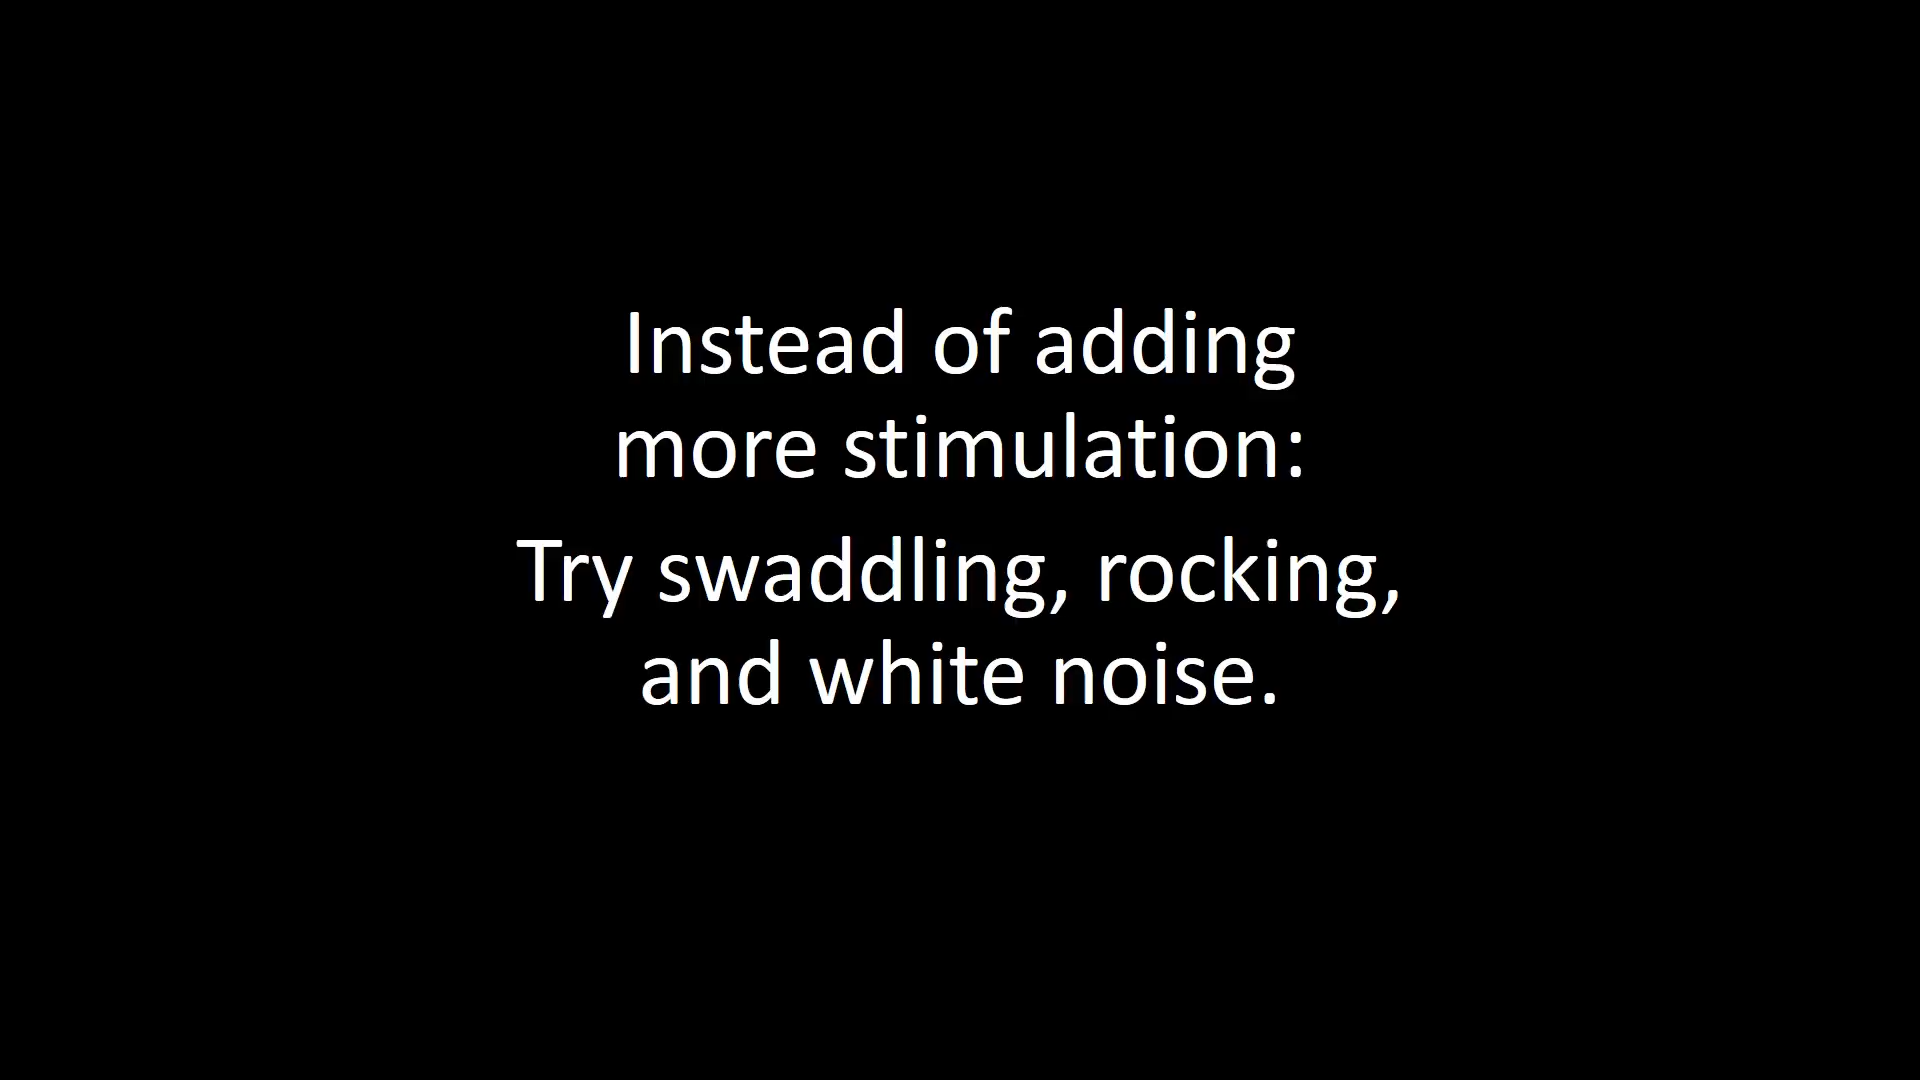 Instead of adding
more stimulation:
Try swaddling, rocking,
and white noise.